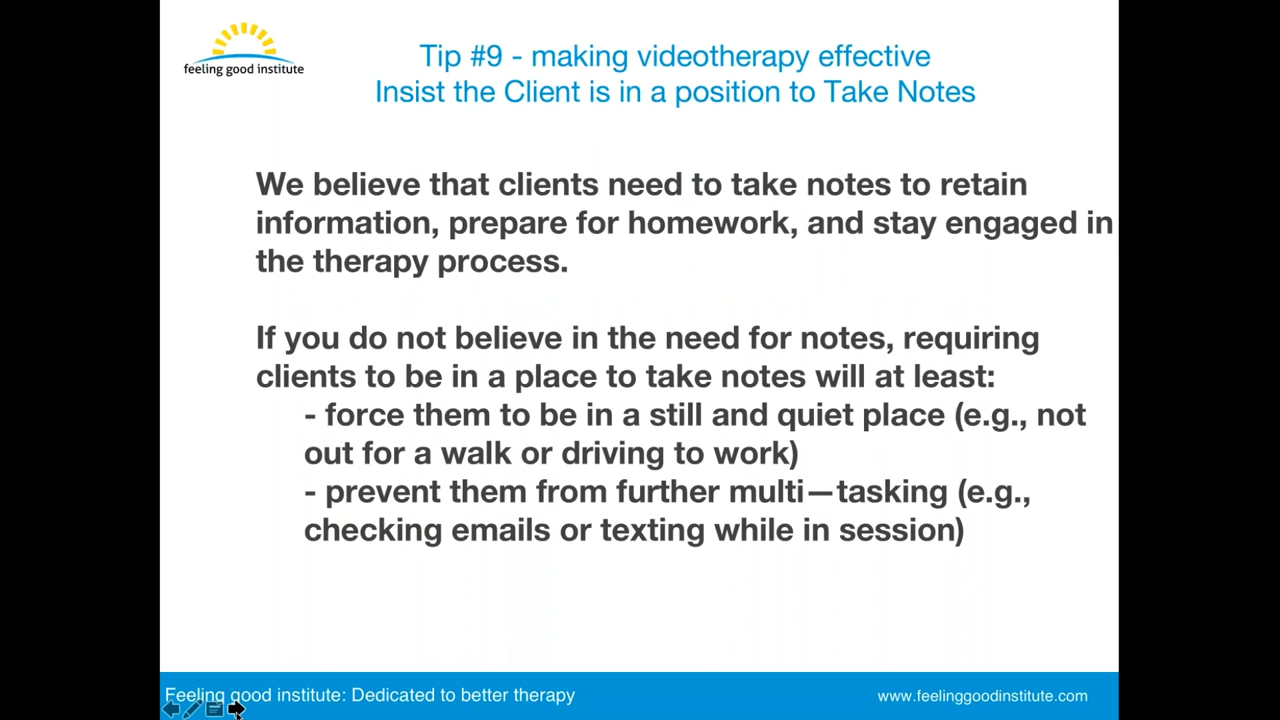 feeling good institute
Tip #9 - making videotherapy effective
Insist the Client is in a position to Take Notes
We believe that clients need to take notes to retain
information, prepare for homework, and stay engaged in
the therapy process.
If you do not believe in the need for notes, requiring
clients to be in a place to take notes will at least:
- force them to be in a still and quiet place (e.g., not
out for a walk or driving to work)
- prevent them from further multi—tasking (e.g.,
checking emails or texting while in session)
Feeling good institute: Dedicated to better therapy
www.feelinggoodinstitute.com